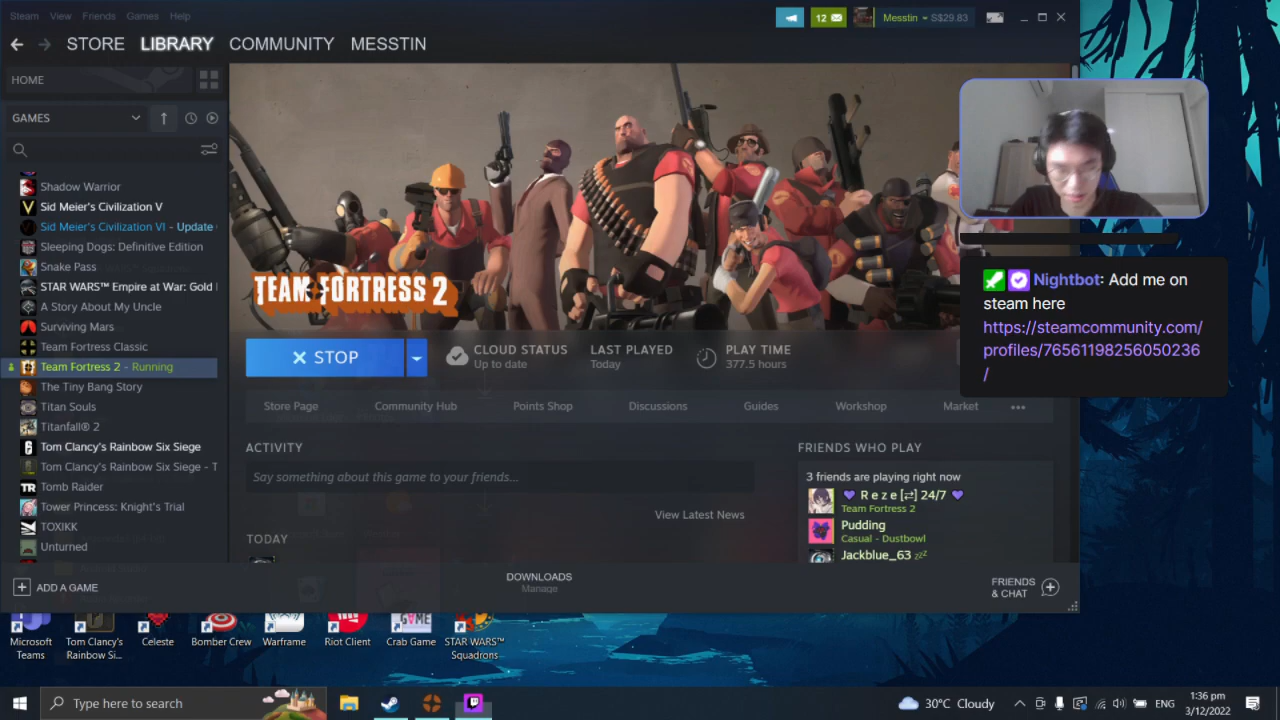 Steam View Friends Games Help
12
Messtin
S$29.83
STORE LIBRARY COMMUNITY MESSTIN
HOME
GAMES
Shadow Warrior
Sid Meier's Civilization V
Sid Meier's Civilization VI - Update
Sleeping Dogs: Definitive Edition
Snake Pass
STAR WARS™ Empire at War: Gold
A Story About My Uncle
Surviving Mars
Team Fortress Classic
Team Fortress 2 - Running
The Tiny Bang Story
Titan Souls
Titanfall® 2
Tom Clancy's Rainbow Six Siege
Tom Clancy's Rainbow Six Siege - T
Tomb Raider
Tower Princess: Knight's Trial
TOXIKK
Unturned
ADD A GAME
TEAM FORTRESS 2
STOP
CLOUD STATUS
Up to date
LAST PLAYED
Today
PLAY TIME
377.5 hours
Store Page Community Hub Points Shop Discussions Guides Workshop Market
ACTIVITY
Say something about this game to your friends...
View Latest News
TODAY
FRIENDS WHO PLAY
3 friends are playing right now
R e z e [⇄] 24/7
Team Fortress 2
Pudding
Casual - Dustbowl
Jackblue_63 zzz
DOWNLOADS
Manage
FRIENDS
& CHAT
Nightbot: Add me on
steam here
https://steamcommunity.com/
profiles/76561198256050236
/
Microsoft
Teams
Tom Clancy's
Rainbow Si...
Celeste
Bomber Crew
Warframe
Riot Client
Crab Game
STAR WARS™
Squadrons
Type here to search
30°C Cloudy
ENG
1:36 pm
3/12/2022